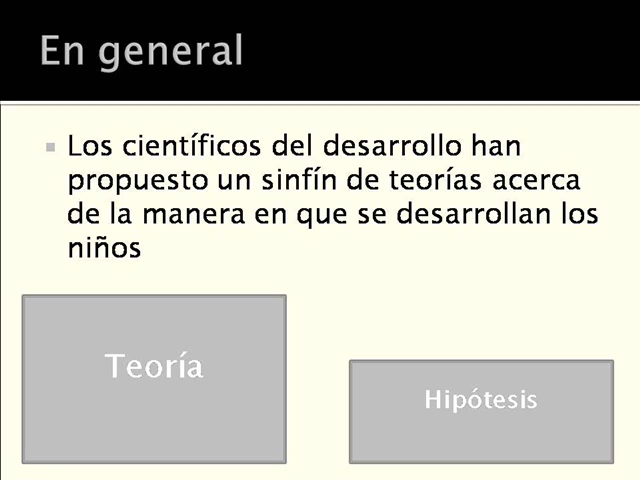 En general
Los científicos del desarrollo han
propuesto un sinfín de teorías acerca
de la manera en que se desarrollan los
niños
Teoría
Hipótesis